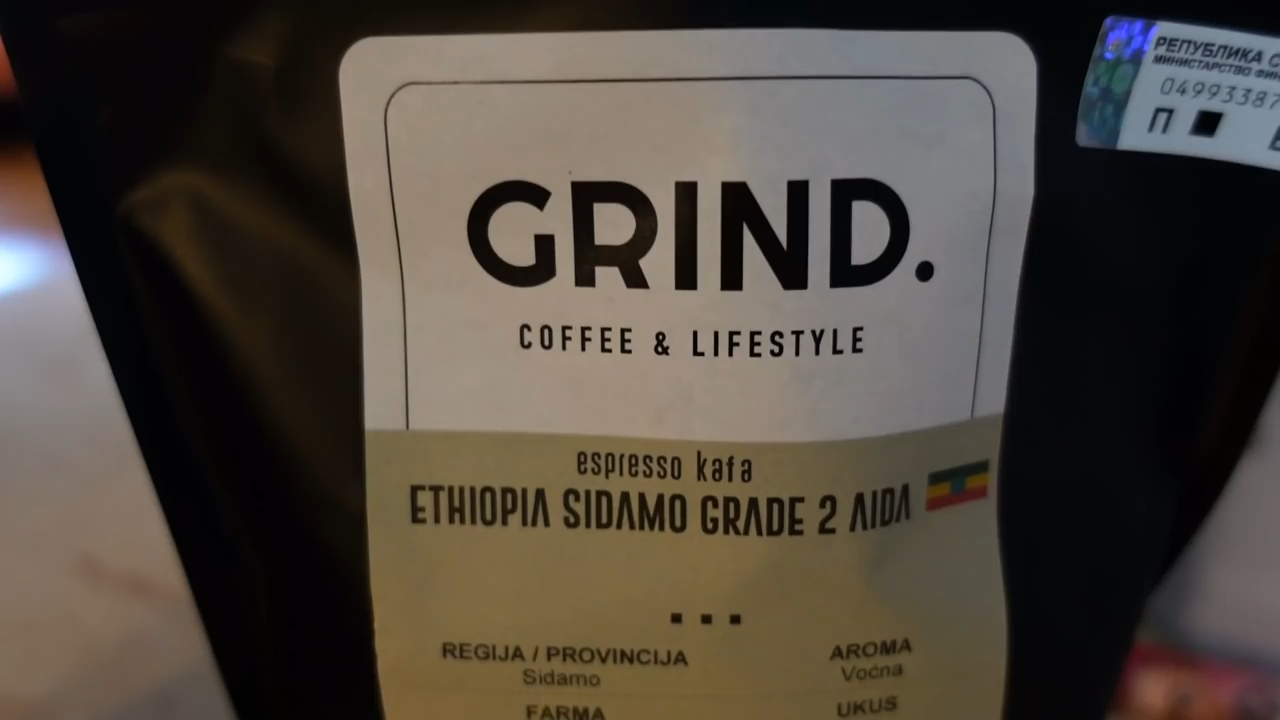 GRIND.
COFFEE & LIFESTYLE
espresso kafa
ETHIOPIA SIDAMO GRADE 2 AIDA
REGIJA / PROVINCIJA
Sidamo
AROMA
Voćna
FARMA
UKUS
РЕПУБЛИКА С
МИНИСТАРСТВО ФИН
04993387
П